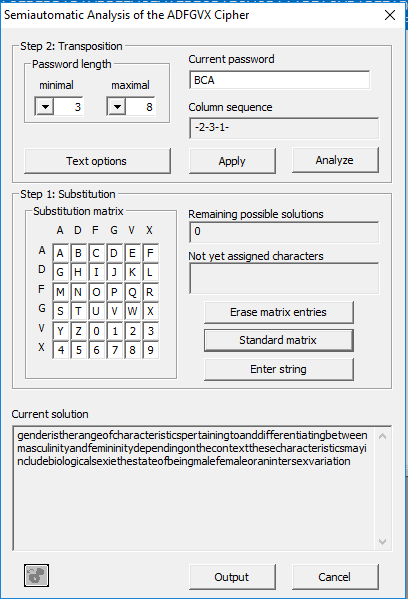 Semiautomatic Analysis of the ADFGVX Cipher
Step 2: Transposition
Password length
minimal maximal
3 8
Current password
BCA
Column sequence
-2-3-1-
Text options Apply Analyze
Step 1: Substitution
Substitution matrix
A D F G V X
A A B C D E F
D G H I J K L
F M N O P Q R
G S T U V W X
V Y Z 0 1 2 3
X 4 5 6 7 8 9
Remaining possible solutions
0
Not yet assigned characters
Erase matrix entries
Standard matrix
Enter string
Current solution
genderistherangeofcharacteristicspertainingtoanddifferentiatingbetween
masculinityandfemininitydependingonthecontextthesecharacteristicsmayi
ncludebiologicalsexiethestateofbeingmalefemaleoranintersexvariation
Output Cancel